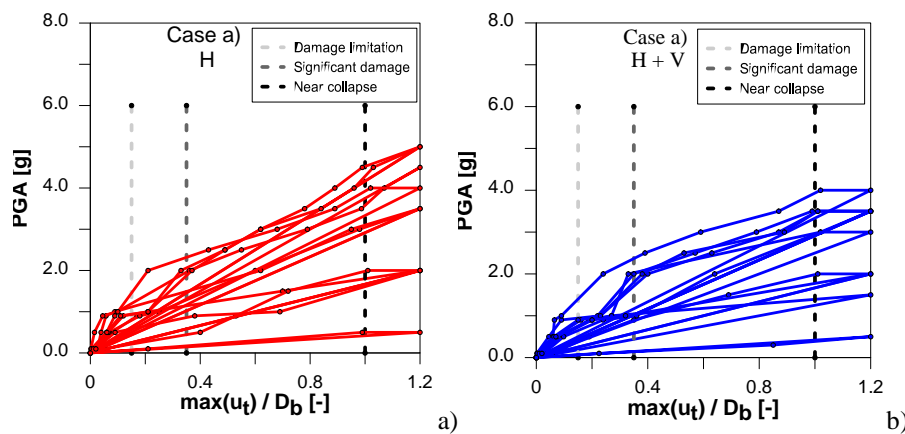 8.0
6.0
4.0
2.0
0.0
PGA [g]
Case a)
H
Damage limitation
Significant damage
Near collapse
0
0.4
0.8
1.2
max(ut) / Db [-]
a)
8.0
6.0
4.0
2.0
0.0
PGA [g]
Case a)
H + V
Damage limitation
Significant damage
Near collapse
0
0.4
0.8
1.2
max(ut) / Db [-]
b)